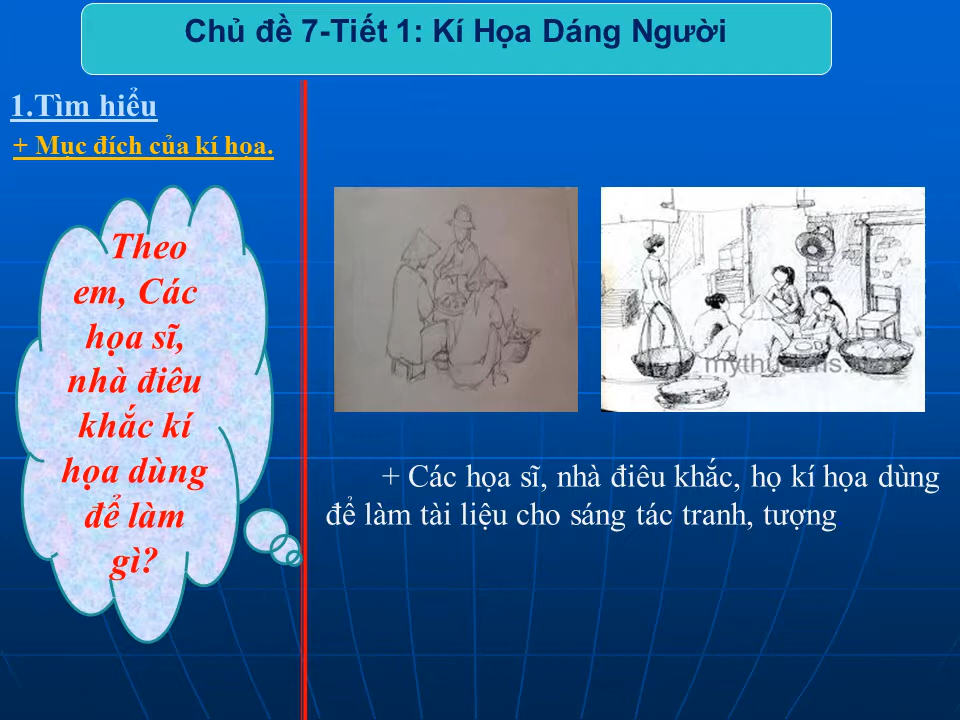 Chủ đề 7-Tiết 1: Kí Họa Dáng Người
1.Tìm hiểu
+ Mục đích của kí họa.
Theo
em, Các
họa sĩ,
nhà điêu
khắc kí
họa dùng
để làm
gì?
+ Các họa sĩ, nhà điêu khắc, họ kí họa dùng
để làm tài liệu cho sáng tác tranh, tượng